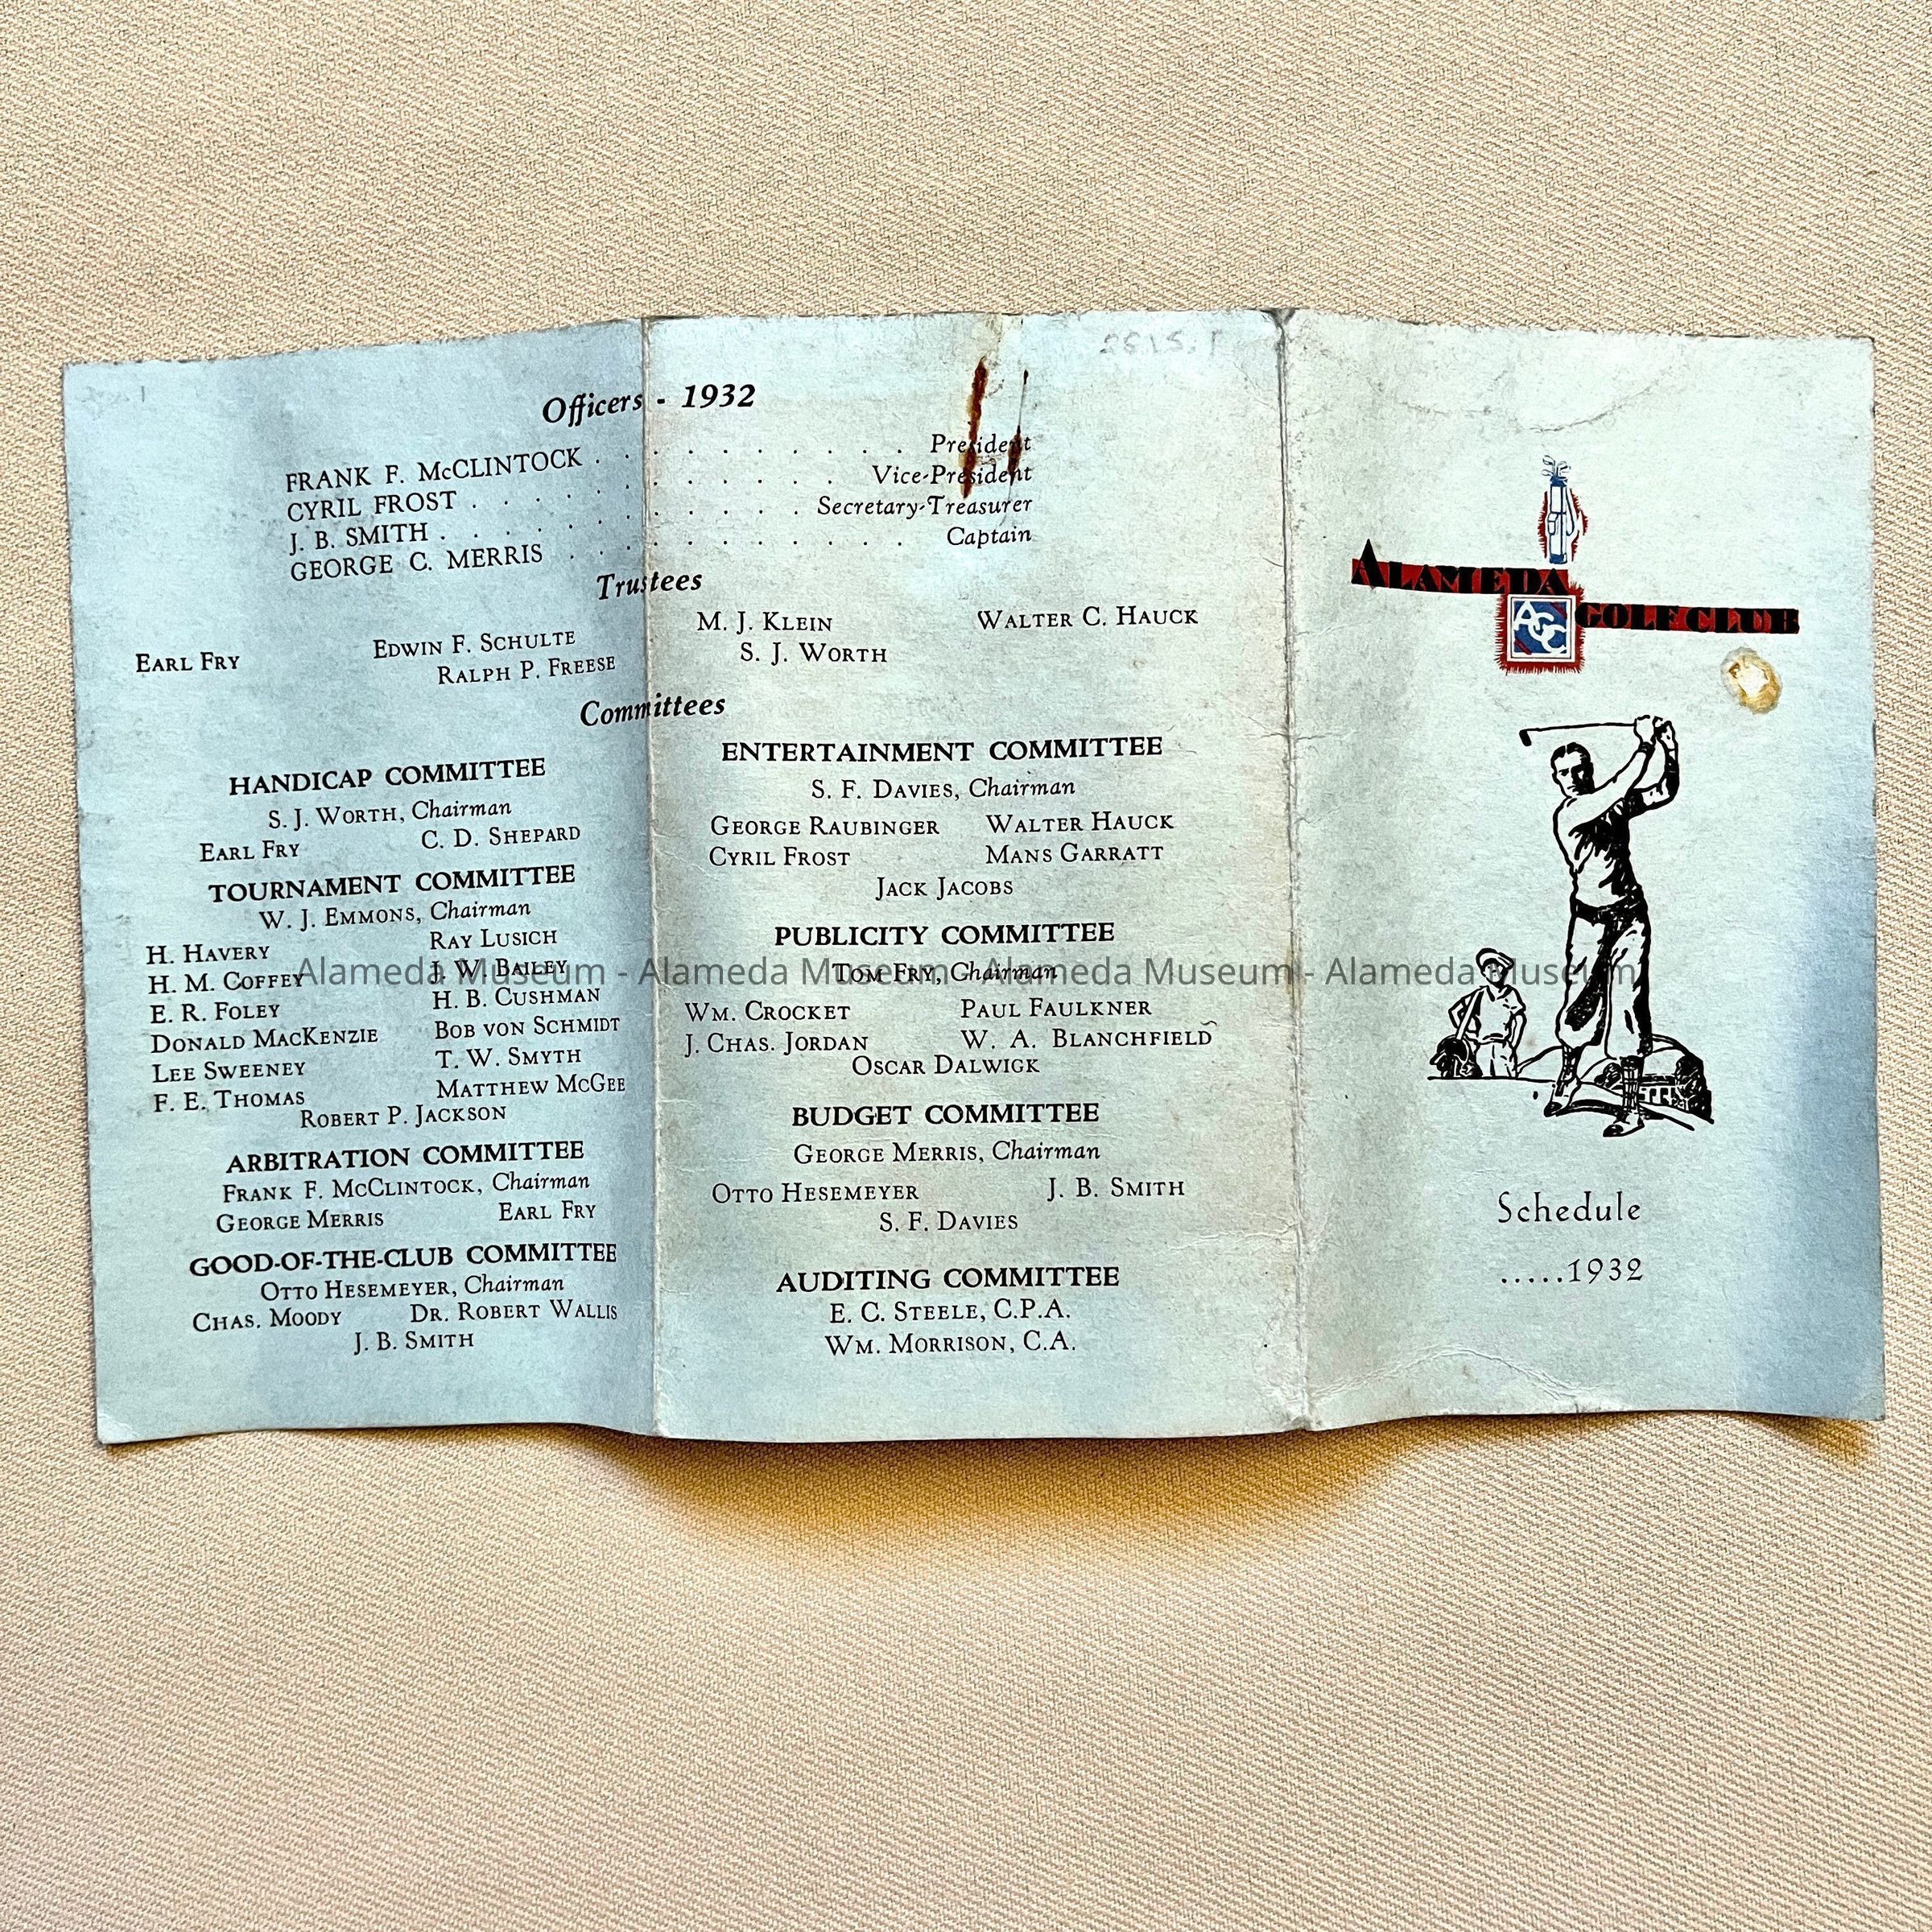 Officers - 1932
FRANK F. McCLINTOCK . . . . . . . . . . President
CYRIL FROST . . . . . . . . . . . . Vice-President
J. B. SMITH . . . . . . . . . . . Secretary-Treasurer
GEORGE C. MERRIS . . . . . . . . . . . Captain
Trustees
EARL FRY EDWIN F. SCHULTE M. J. KLEIN WALTER C. HAUCK
RALPH P. FREESE S. J. WORTH
Committees
HANDICAP COMMITTEE
S. J. WORTH, Chairman
EARL FRY C. D. SHEPARD
TOURNAMENT COMMITTEE
W. J. EMMONS, Chairman
H. HAVERY RAY LUSICH
H. M. COFFEY J. W. BAILEY
E. R. FOLEY H. B. CUSHMAN
DONALD MACKENZIE BOB VON SCHMIDT
LEE SWEENEY T. W. SMYTH
F. E. THOMAS MATTHEW MCGEE
ROBERT P. JACKSON
ARBITRATION COMMITTEE
FRANK F. MCCLINTOCK, Chairman
GEORGE MERRIS EARL FRY
GOOD-OF-THE-CLUB COMMITTEE
OTTO HESEMEYER, Chairman
CHAS. MOODY DR. ROBERT WALLIS
J. B. SMITH
ENTERTAINMENT COMMITTEE
S. F. DAVIES, Chairman
GEORGE RAUBINGER WALTER HAUCK
CYRIL FROST MANS GARRATT
JACK JACOBS
PUBLICITY COMMITTEE
TOM FRY, Chairman
WM. CROCKET PAUL FAULKNER
J. CHAS. JORDAN W. A. BLANCHFIELD
OSCAR DALWICK
BUDGET COMMITTEE
GEORGE MERRIS, Chairman
OTTO HESEMEYER J. B. SMITH
S. F. DAVIES
AUDITING COMMITTEE
E. C. STEELE, C.P.A.
WM. MORRISON, C.A.
ALAMEDA
AGC
GOLF CLUB
Schedule
.....1932
Alameda Museum - Alameda Museum - Alameda Museum - Alameda Museum